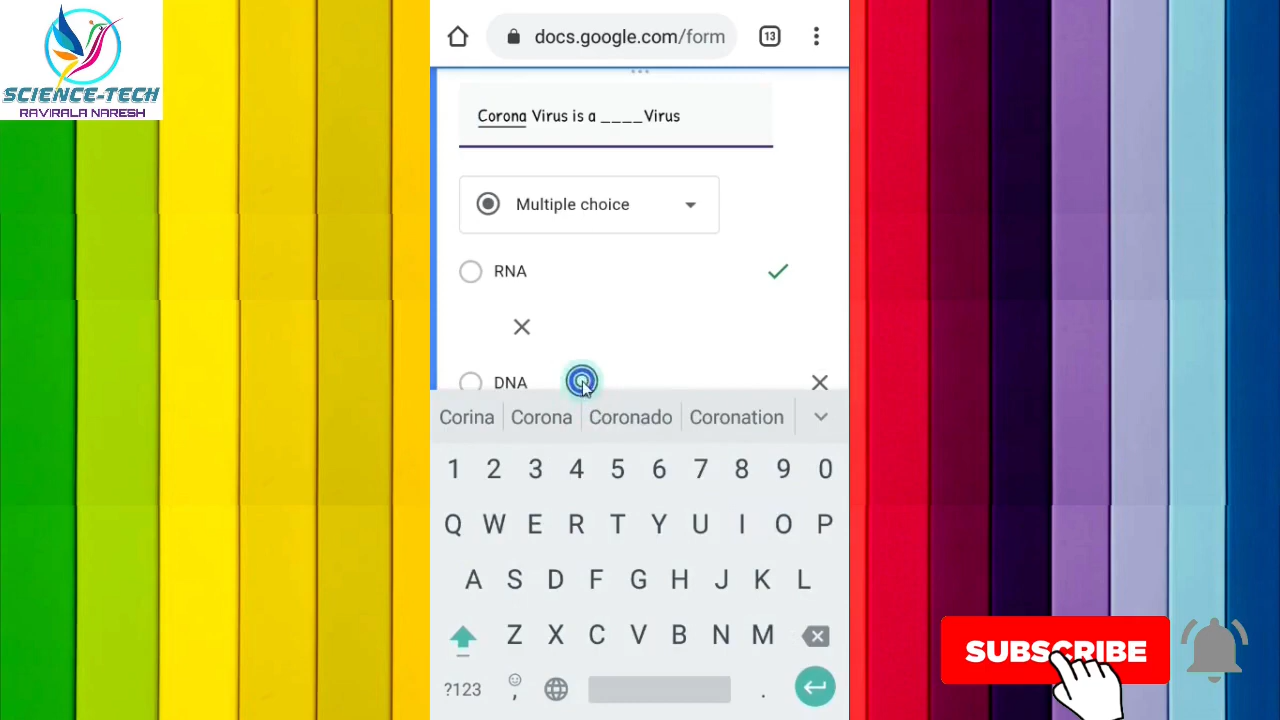 SCIENCE-TECH
RAVIRALA NARESH
docs.google.com/form
13
Corona Virus is a ____Virus
Multiple choice
RNA
DNA
Corina Corona Coronado Coronation
1 2 3 4 5 6 7 8 9 0
Q W E R T Y U I O P
A S D F G H J K L
Z X C V B N M
?123 , .
SUBSCRIBE